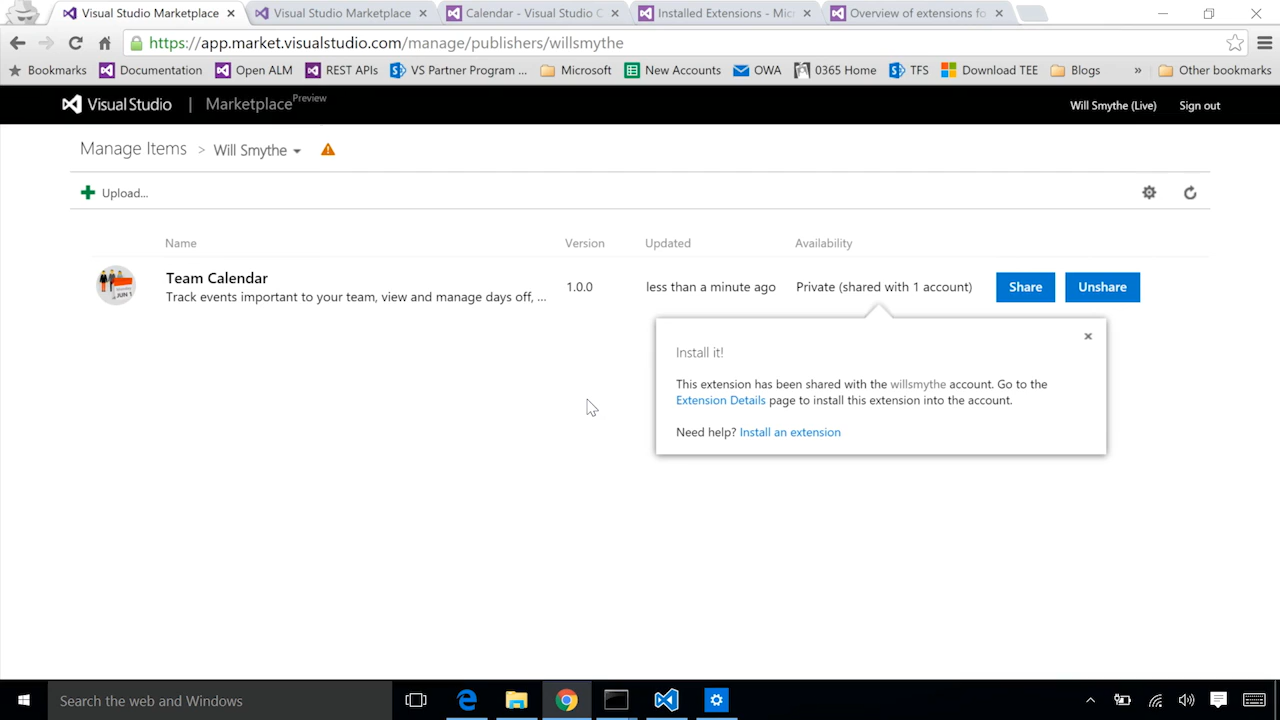 Visual Studio Marketplace
Visual Studio Marketplace
Calendar - Visual Studio C
Installed Extensions - Mic
Overview of extensions fo
https://app.market.visualstudio.com/manage/publishers/willsmythe
Bookmarks
Documentation
Open ALM
REST APIs
VS Partner Program ...
Microsoft
New Accounts
OWA
O365 Home
TFS
Download TEE
Blogs
»
Other bookmarks
Visual Studio | Marketplace Preview
Will Smythe (Live)
Sign out
Manage Items > Will Smythe
Upload...
Name
Version
Updated
Availability
Team Calendar
Track events important to your team, view and manage days off, ...
1.0.0
less than a minute ago
Private (shared with 1 account)
Share
Unshare
Install it!
This extension has been shared with the willsmythe account. Go to the
Extension Details page to install this extension into the account.
Need help? Install an extension
Search the web and Windows